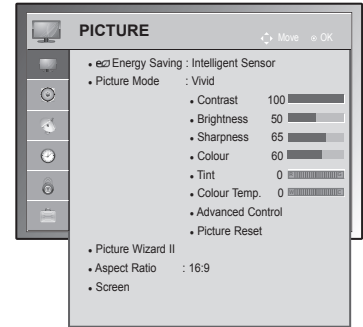 PICTURE
Move OK
Energy Saving : Intelligent Sensor
• Picture Mode : Vivid
• Contrast 100
• Brightness 50
• Sharpness 65
• Colour 60
• Tint 0
• Colour Temp. 0
• Advanced Control
• Picture Reset
• Picture Wizard II
• Aspect Ratio : 16:9
• Screen